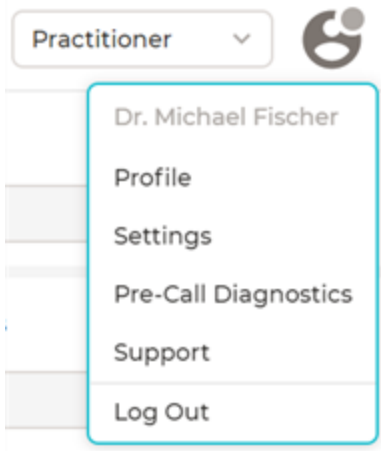 Practitioner
Dr. Michael Fischer
Profile
Settings
Pre-Call Diagnostics
Support
Log Out